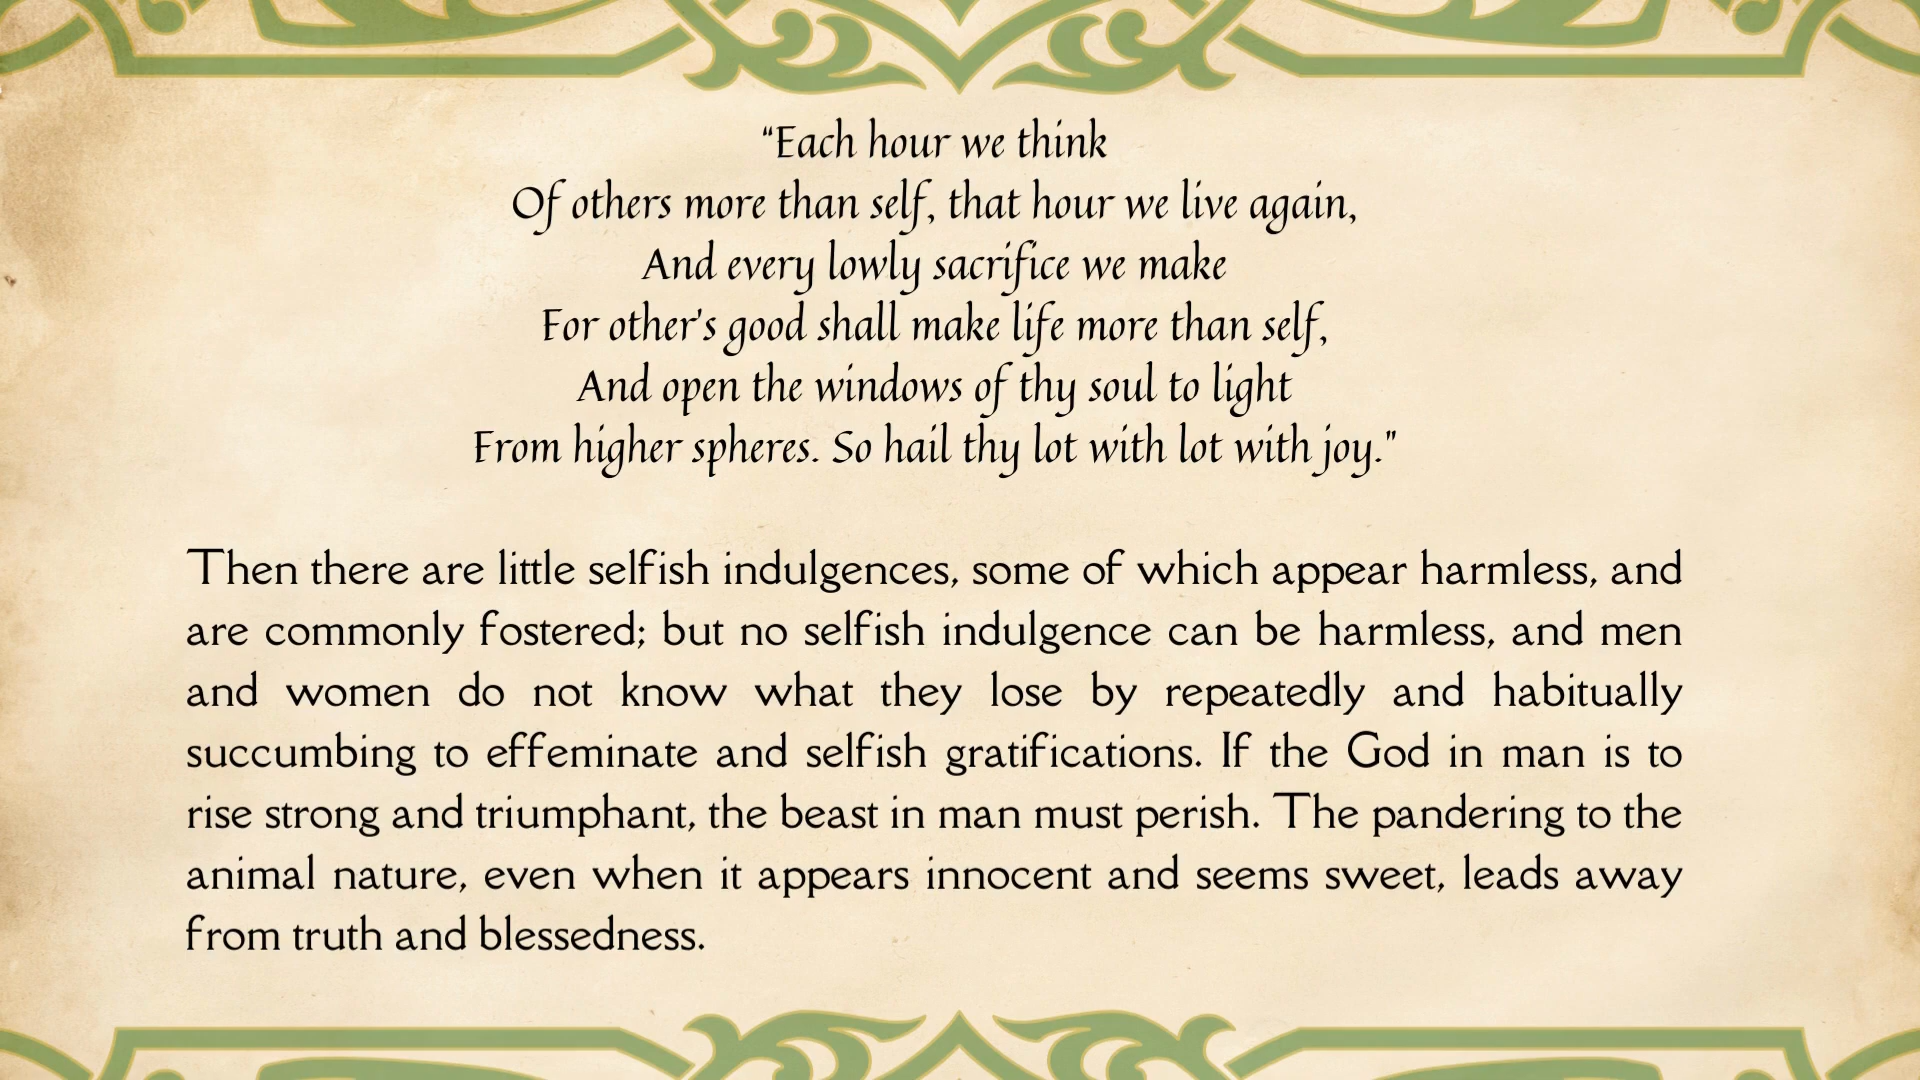 “Each hour we think
Of others more than self, that hour we live again,
And every lowly sacrifice we make
For other's good shall make life more than self,
And open the windows of thy soul to light
From higher spheres. So hail thy lot with lot with joy."
Then there are little selfish indulgences, some of which appear harmless, and
are commonly fostered; but no selfish indulgence can be harmless, and men
and women do not know what they lose by repeatedly and habitually
succumbing to effeminate and selfish gratifications. If the God in man is to
rise strong and triumphant, the beast in man must perish. The pandering to the
animal nature, even when it appears innocent and seems sweet, leads away
from truth and blessedness.